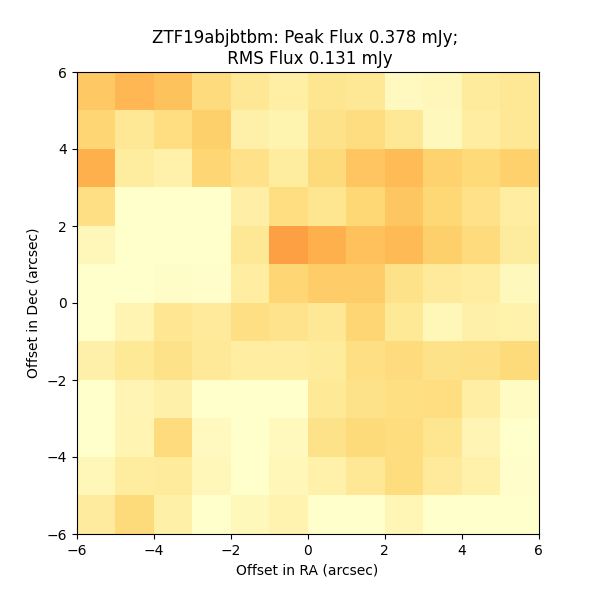 ZTF19abjbtbm: Peak Flux 0.378 mJy;
RMS Flux 0.131 mJy
6
4
2
0
−2
−4
−6
Offset in Dec (arcsec)
−6 −4 −2 0 2 4 6
Offset in RA (arcsec)